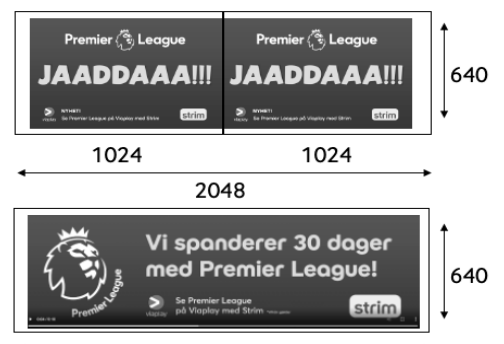 Premier League
JAADDAAA!!!
NYHET!
Se Premier League på Viaplay med Strim
viaplay
strim
Premier League
JAADDAAA!!!
NYHET!
Se Premier League på Viaplay med Strim
viaplay
strim
640
1024
1024
2048
Vi spanderer 30 dager
med Premier League!
Premier League
Se Premier League
på Viaplay med Strim
viaplay
strim
640